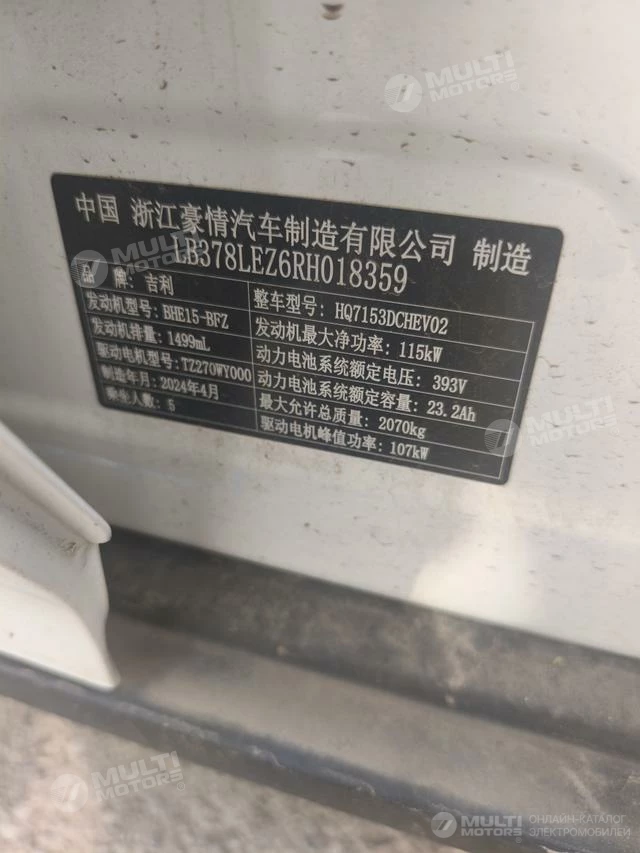 MULTI MOTORS
中国 浙江豪情汽车制造有限公司 制造
LB378LEZ6RH018359
品牌: 吉利
整车型号: HQ7153DCHEV02
发动机型号: BHE15-BFZ
发动机最大净功率: 115kW
发动机排量: 1499mL
动力电池系统额定电压: 393V
驱动电机型号: TZ270WY000
动力电池系统额定容量: 23.2Ah
制造年月: 2024年4月
最大允许总质量: 2070kg
乘坐人数: 5
驱动电机峰值功率: 107kW
MULTI MOTORS
MULTI MOTORS
ОНЛАЙН-КАТАЛОГ
ЭЛЕКТРОМОБИЛЕЙ